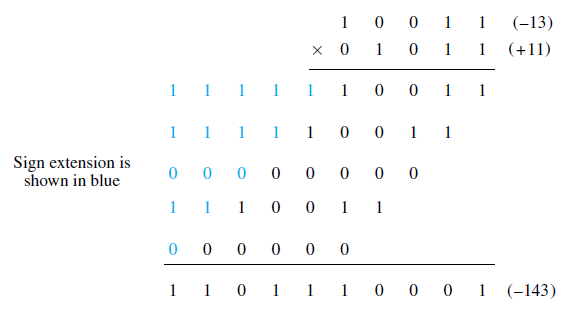 1 0 0 1 1 (–13)
× 0 1 0 1 1 (+11)
1 1 1 1 1 1 0 0 1 1
1 1 1 1 1 0 0 1 1
Sign extension is
shown in blue
0 0 0 0 0 0 0 0
1 1 1 0 0 1 1
0 0 0 0 0 0
1 1 0 1 1 1 0 0 0 1 (–143)